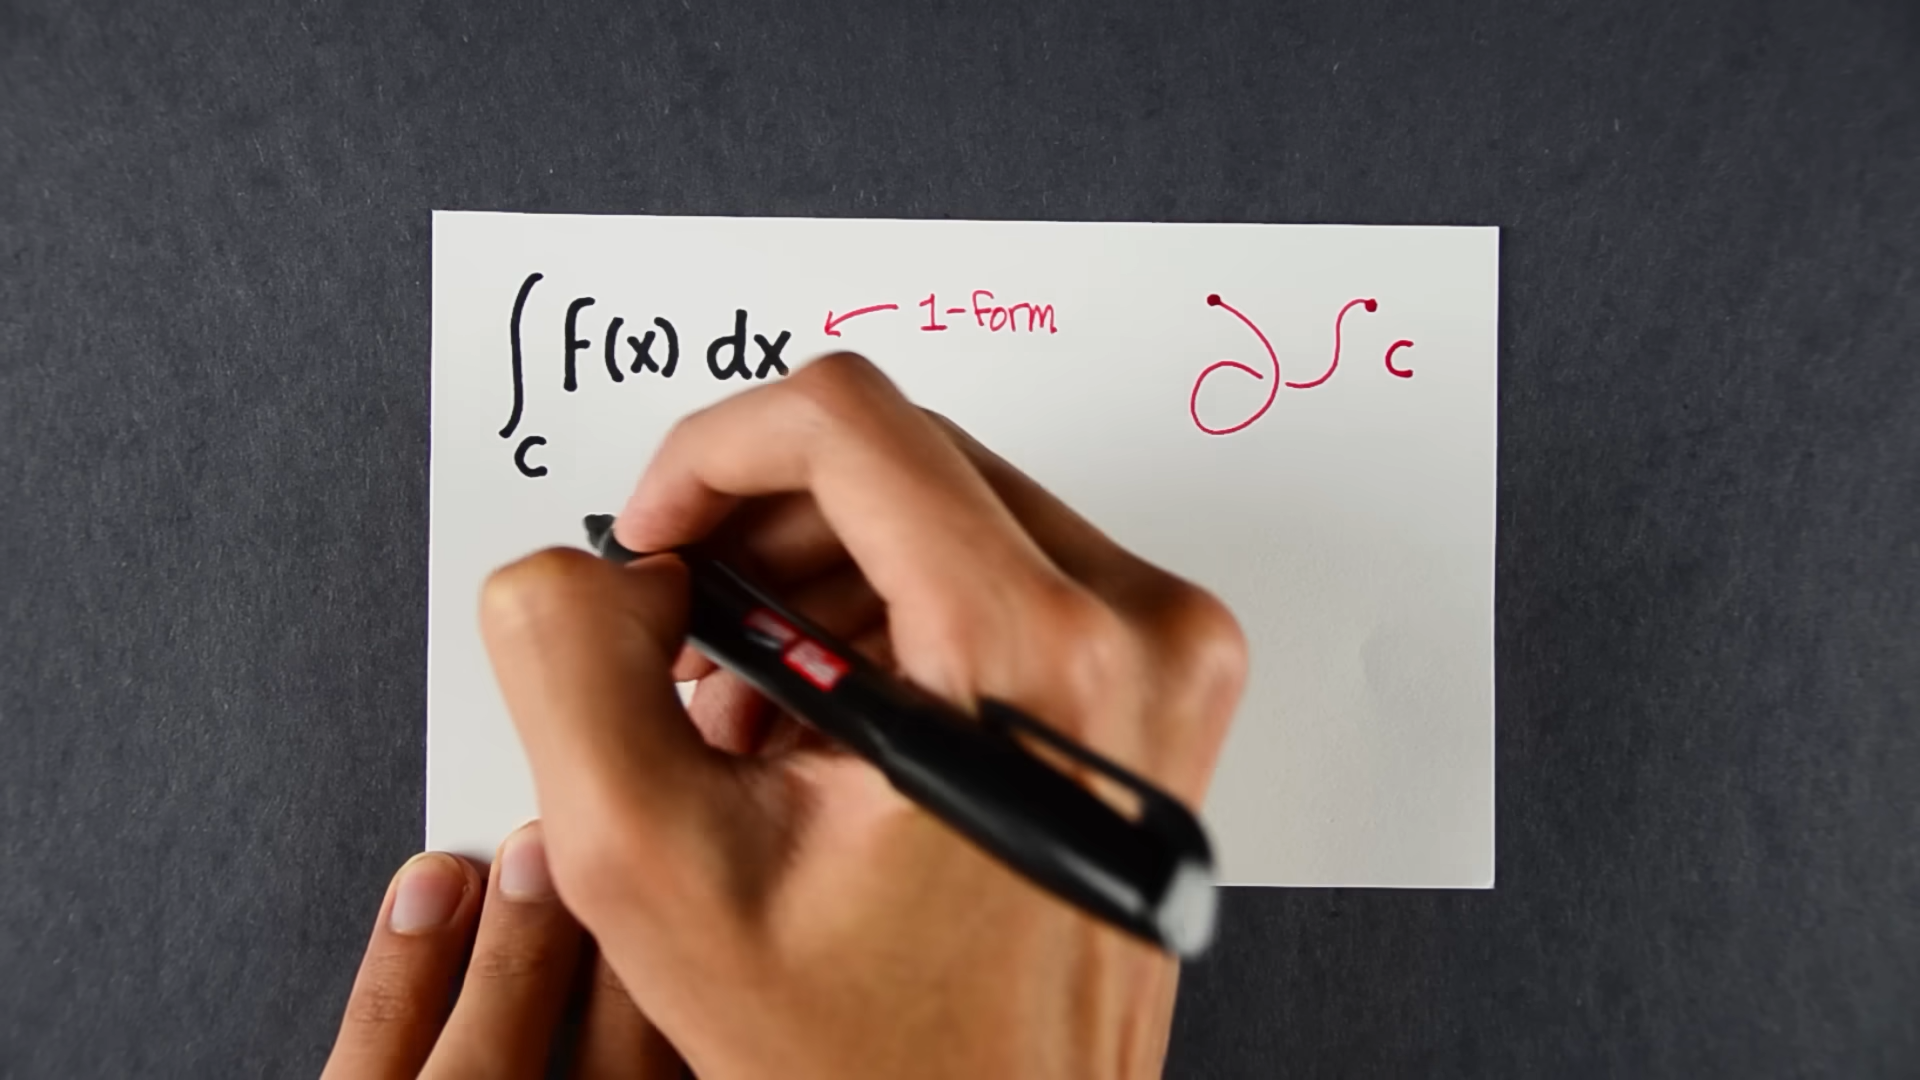 ∫_C f(x) dx ← 1-form
C